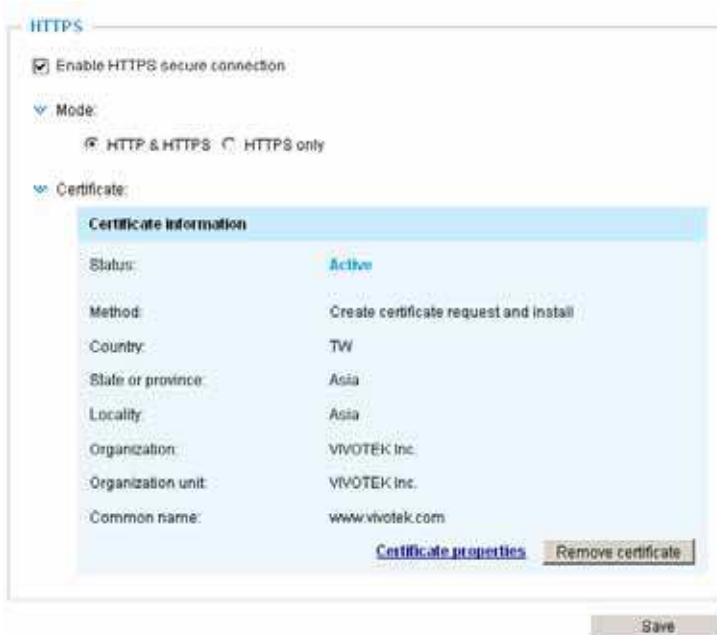 HTTPS
Enable HTTPS secure connection
Mode:
HTTP & HTTPS HTTPS only
Certificate:
Certificate information
Status: Active
Method: Create certificate request and install
Country: TW
State or province: Asia
Locality: Asia
Organization: VIVOTEK Inc.
Organization unit: VIVOTEK Inc.
Common name: www.vivotek.com
Certificate properties Remove certificate
Save